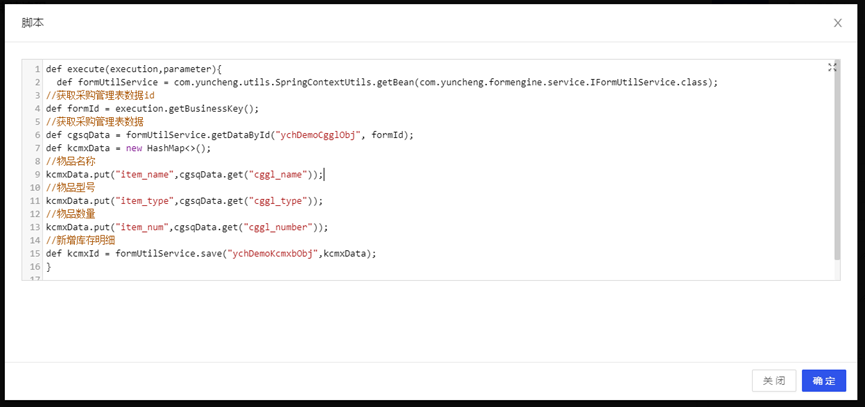 脚本
1 def execute(execution,parameter){
2 def formUtilService = com.yuncheng.utils.SpringContextUtils.getBean(com.yuncheng.formengine.service.IFormUtilService.class);
3 //获取采购管理表数据id
4 def formId = execution.getBusinessKey();
5 //获取采购管理表数据
6 def cgsqData = formUtilService.getDataById("ychDemoCgglObj", formId);
7 def kcmxData = new HashMap<>();
8 //物品名称
9 kcmxData.put("item_name",cgsqData.get("cggl_name"));
10 //物品型号
11 kcmxData.put("item_type",cgsqData.get("cggl_type"));
12 //物品数量
13 kcmxData.put("item_num",cgsqData.get("cggl_number"));
14 //新增库存明细
15 def kcmxId = formUtilService.save("ychDemoKcmxbObj",kcmxData);
16 }
17
关 闭 确 定